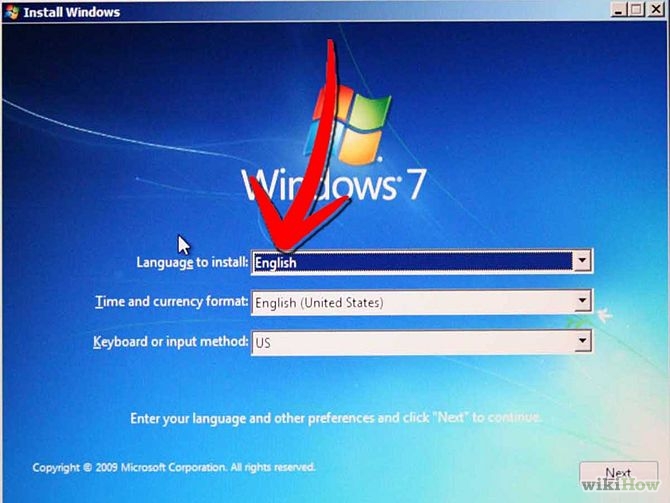 Install Windows
Windows 7
Language to install: English
Time and currency format: English (United States)
Keyboard or input method: US
Enter your language and other preferences and click "Next" to continue.
Copyright © 2009 Microsoft Corporation. All rights reserved.
Next
wikiHow